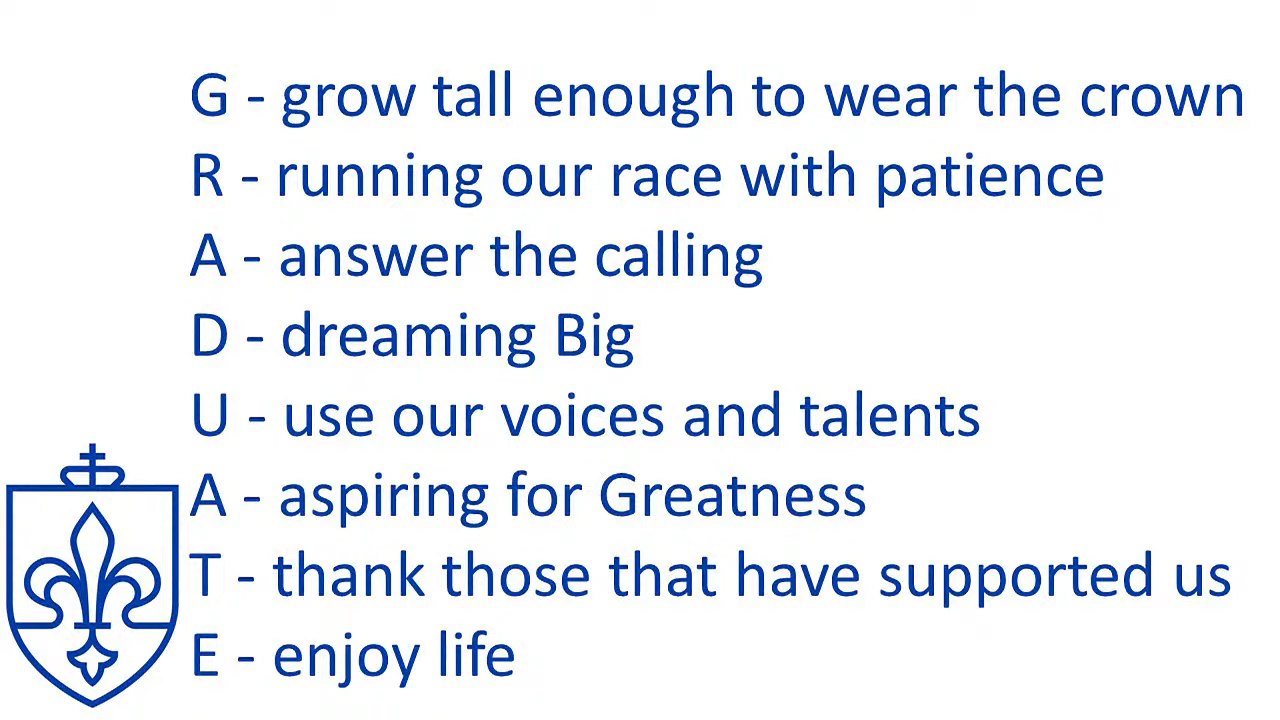 G - grow tall enough to wear the crown
R - running our race with patience
A - answer the calling
D - dreaming Big
U - use our voices and talents
A - aspiring for Greatness
T - thank those that have supported us
E - enjoy life